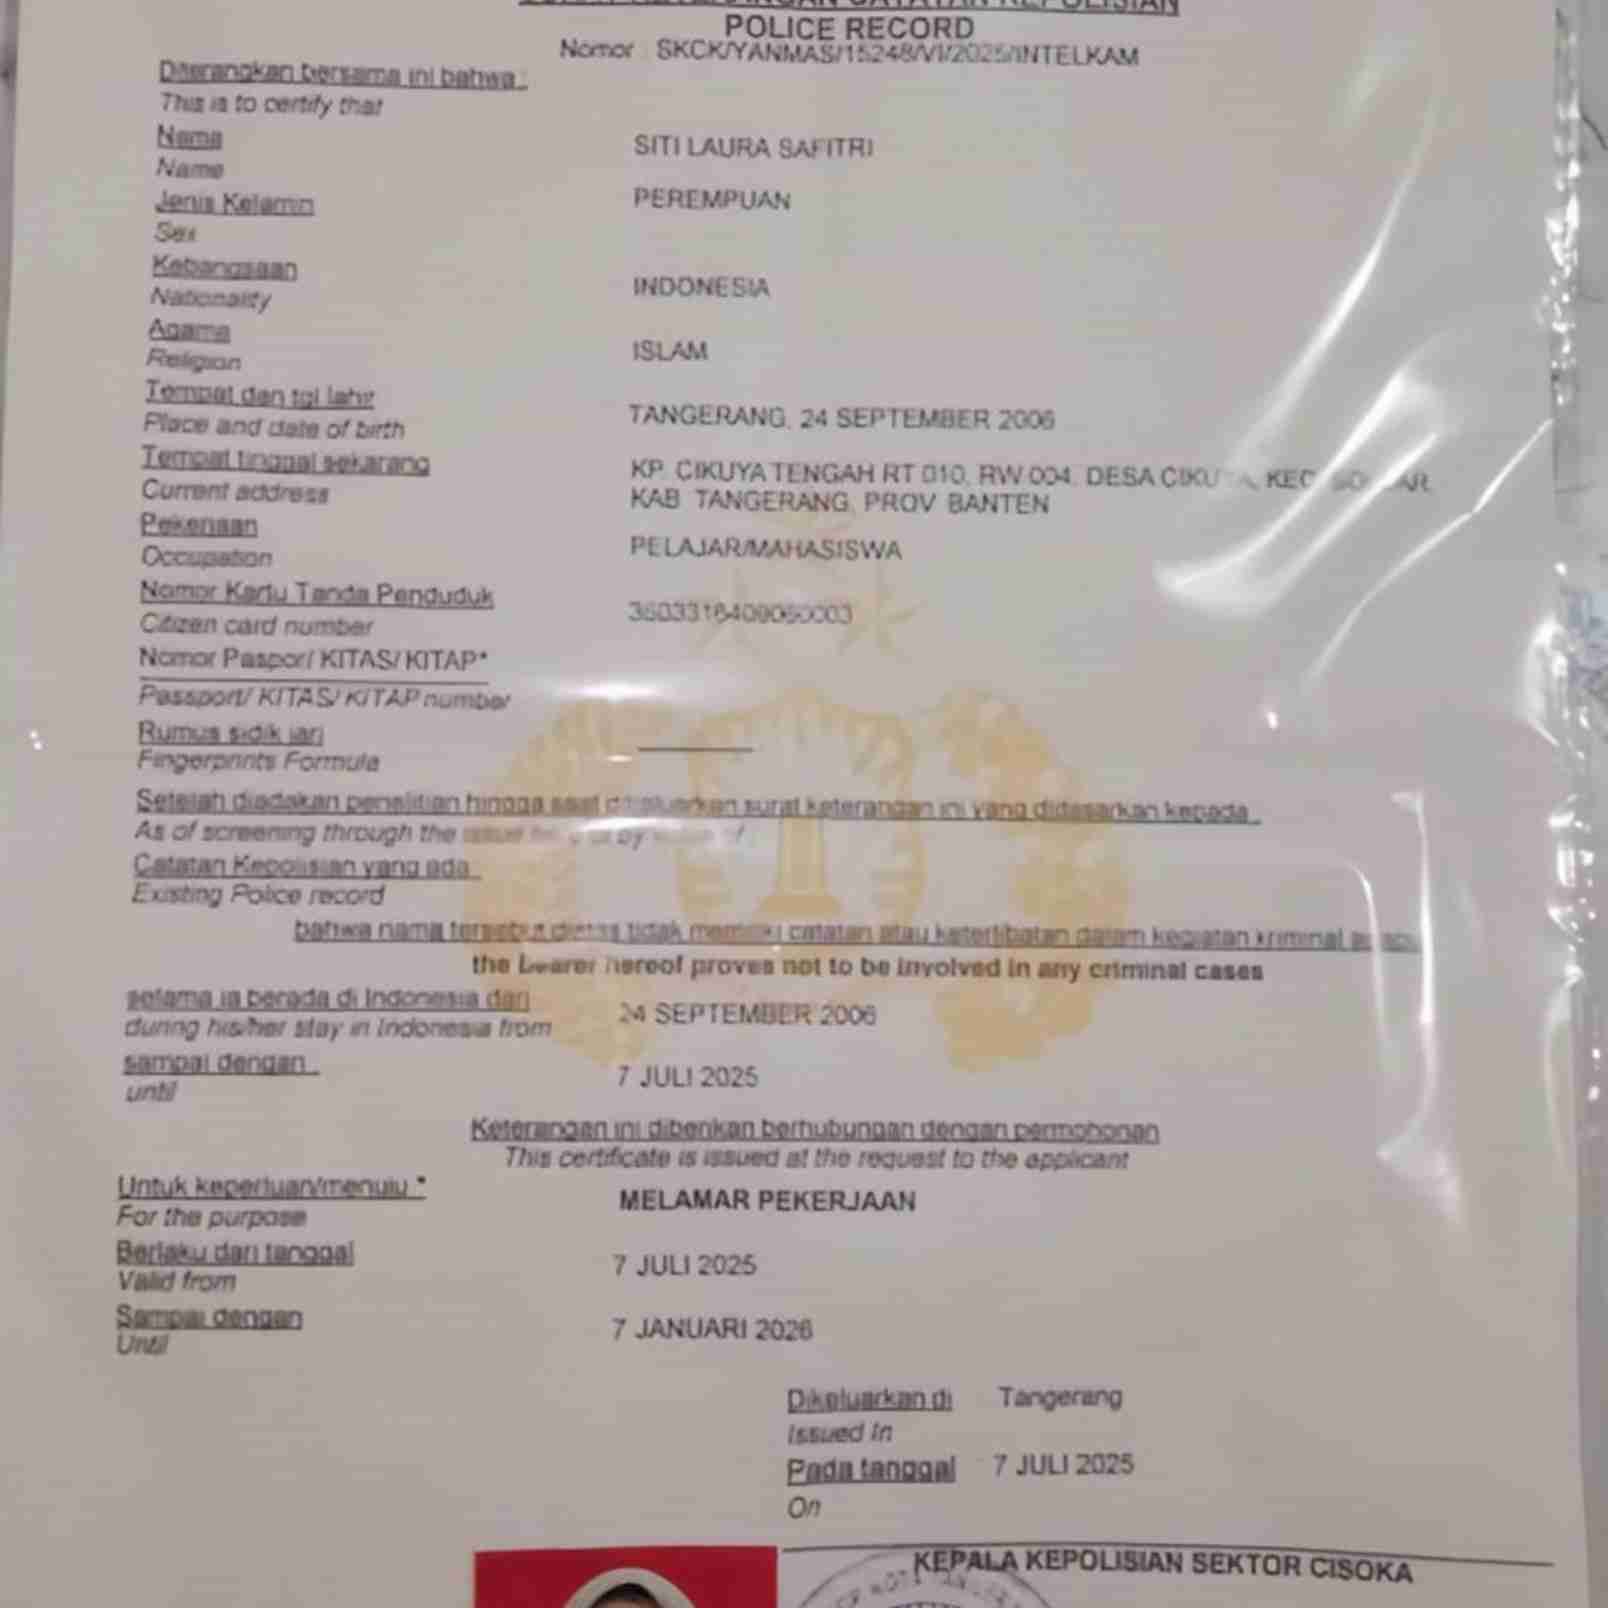 POLICE RECORD
Nomor : SKCK/YANMAS/15248/VI/2025/INTELKAM
Diterangkan bersama ini bahwa :
This is to certify that
Nama
Name
SITI LAURA SAFITRI
Jenis Kelamin
Sex
PEREMPUAN
Kebangsaan
Nationality
INDONESIA
Agama
Religion
ISLAM
Tempat dan tgl lahir
Place and date of birth
TANGERANG, 24 SEPTEMBER 2006
Tempat tinggal sekarang
Current address
KP. CIKUYA TENGAH RT 010, RW 004, DESA KEC
KAB TANGERANG, PROV BANTEN
Pekerjaan
Occupation
PELAJAR/MAHASISWA
Nomor Kartu Tanda Penduduk
Citizen card number
Nomor Paspor/ KITAS/ KITAP*
Passport/ KITAS/ KITAP number
Rumus sidik jari
Fingerprints Formula
Setelah diadakan penelitian hingga saat dikeluarkan surat keterangan ini yang didasarkan kepada :
As of screening through the issue by of
Catatan Kepolisian yang ada
Existing Police record
bahwa nama tersebut diatas tidak memiliki catatan atau keterlibatan dalam kegiatan kriminal apapun
the bearer hereof proves not to be involved in any criminal cases
selama ia berada di Indonesia dari
during his/her stay in Indonesia from
24 SEPTEMBER 2006
sampai dengan :
until
7 JULI 2025
Keterangan ini diberikan berhubungan dengan permohonan
This certificate is issued at the request to the applicant
Untuk keperluan/menuju *
For the purpose
MELAMAR PEKERJAAN
Berlaku dari tanggal
Valid from
7 JULI 2025
Sampai dengan
Until
7 JANUARI 2026
Dikeluarkan di Tangerang
Issued In
Pada tanggal 7 JULI 2025
On
KEPALA KEPOLISIAN SEKTOR CISOKA